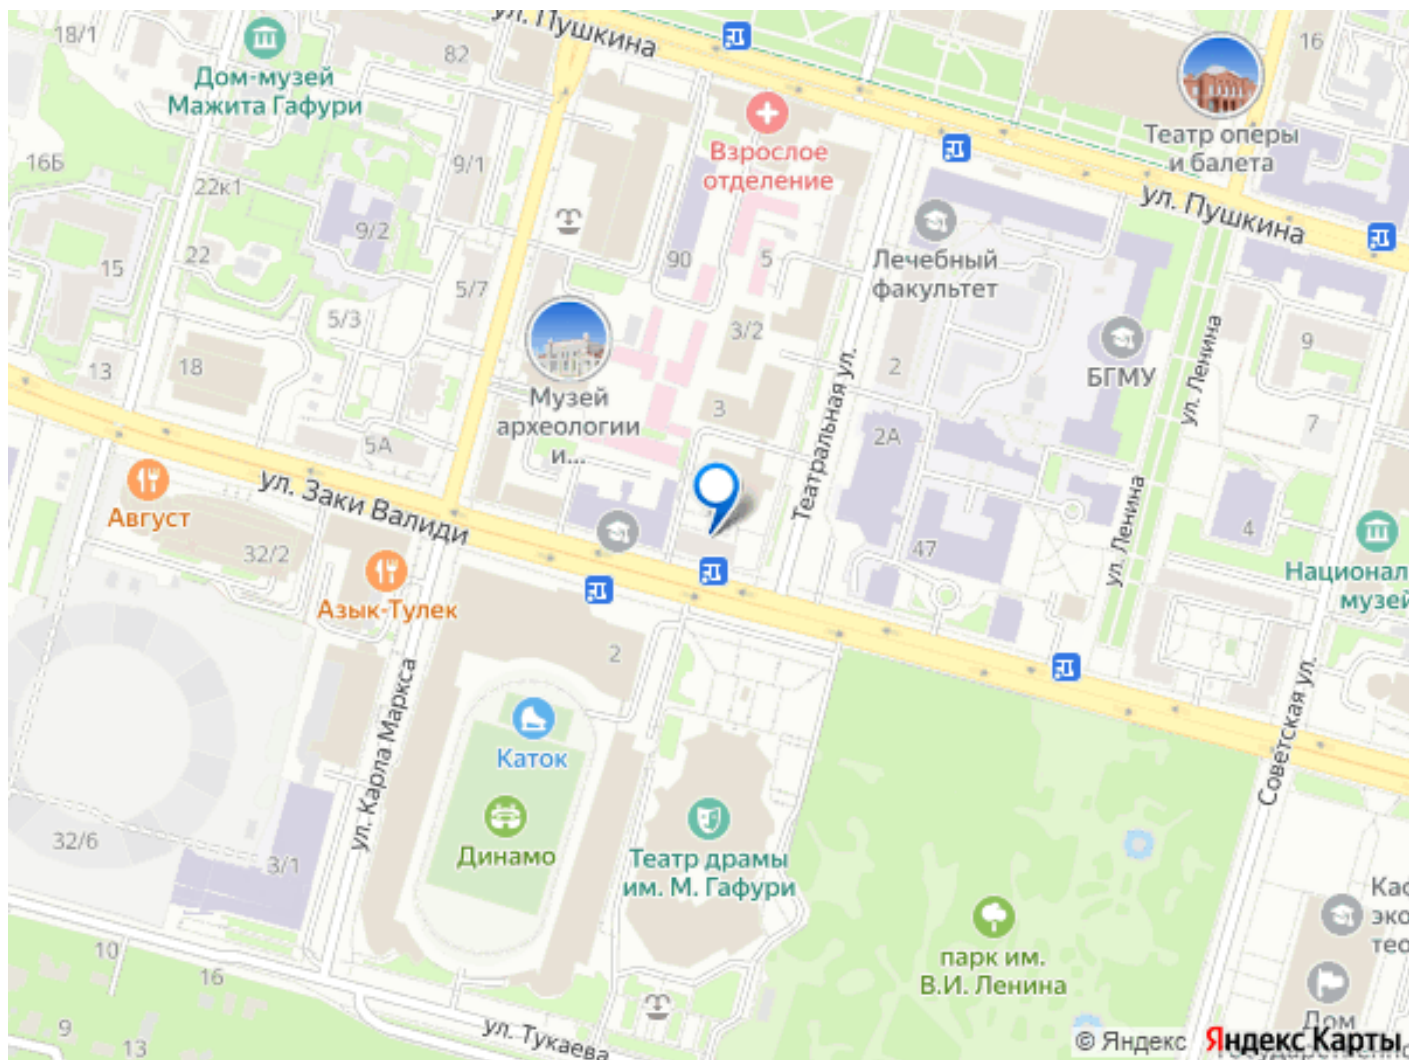 ул. Пушкина
18/1
82
16
Дом-музей
Мажита Гафури
Театр оперы
и балета
Взрослое
отделение
16Б
9/1
22к1
ул. Пушкина
9/2
22
15
90
5
Лечебный
факультет
5/7
5/3
3/2
9
18
13
2
БГМУ
ул. Ленина
Музей
археологии
и...
3
Театральная ул.
7
5А
2А
ул. Заки Валиди
Август
ул. Ленина
4
32/2
47
Национал
музей
Азык-Тулек
2
ул. Карла Маркса
Советская ул.
Каток
Динамо
32/6
3/1
Театр драмы
им. М. Гафури
эко
тео
парк им.
В.И. Ленина
10
16
9
13
ул. Тукаева
Дом
© Яндекс Яндекс Карты